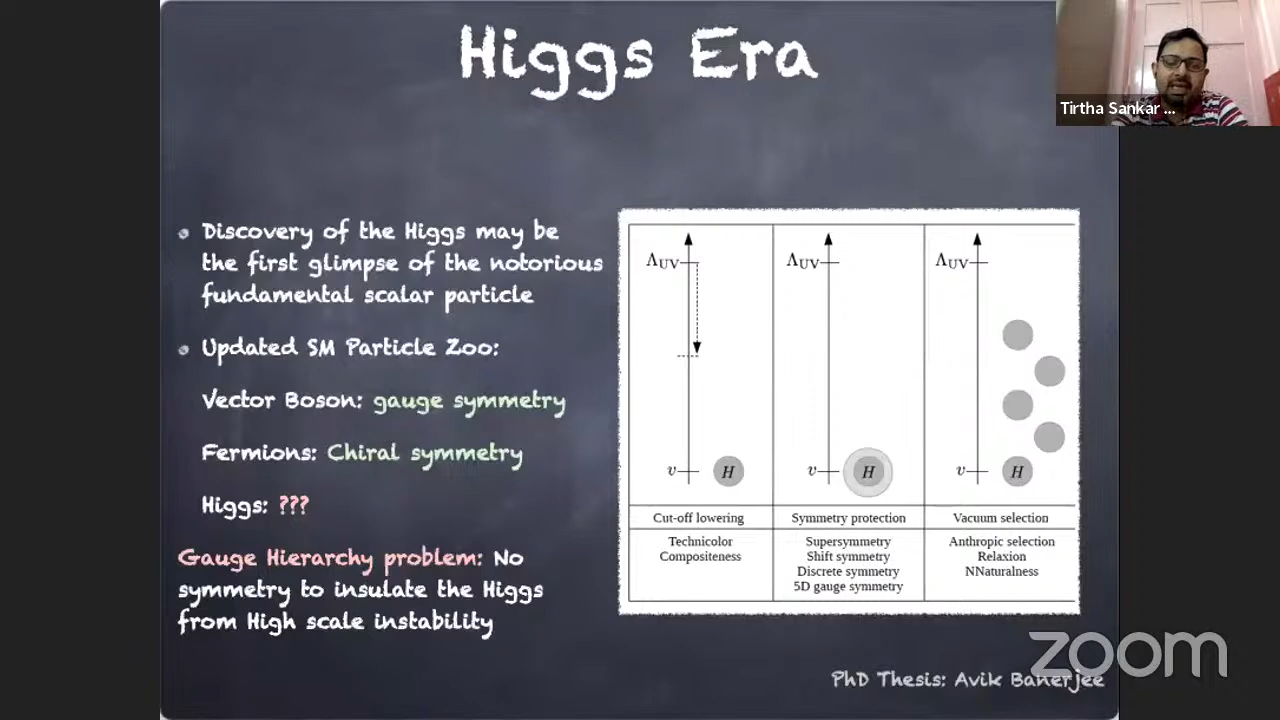 Higgs Era
Tirtha Sankar ...
Discovery of the Higgs may be
the first glimpse of the notorious
fundamental scalar particle
Updated SM Particle Zoo:
Vector Boson: gauge symmetry
Fermions: Chiral symmetry
Higgs: ???
Gauge Hierarchy problem: No
symmetry to insulate the Higgs
from High scale instability
Λ_UV
v
H
Cut-off lowering
Technicolor
Compositeness
Λ_UV
v
H
Symmetry protection
Supersymmetry
Shift symmetry
Discrete symmetry
5D gauge symmetry
Λ_UV
v
H
Vacuum selection
Anthropic selection
Relaxion
NNaturalness
zoom
PhD Thesis: Avik Banerjee